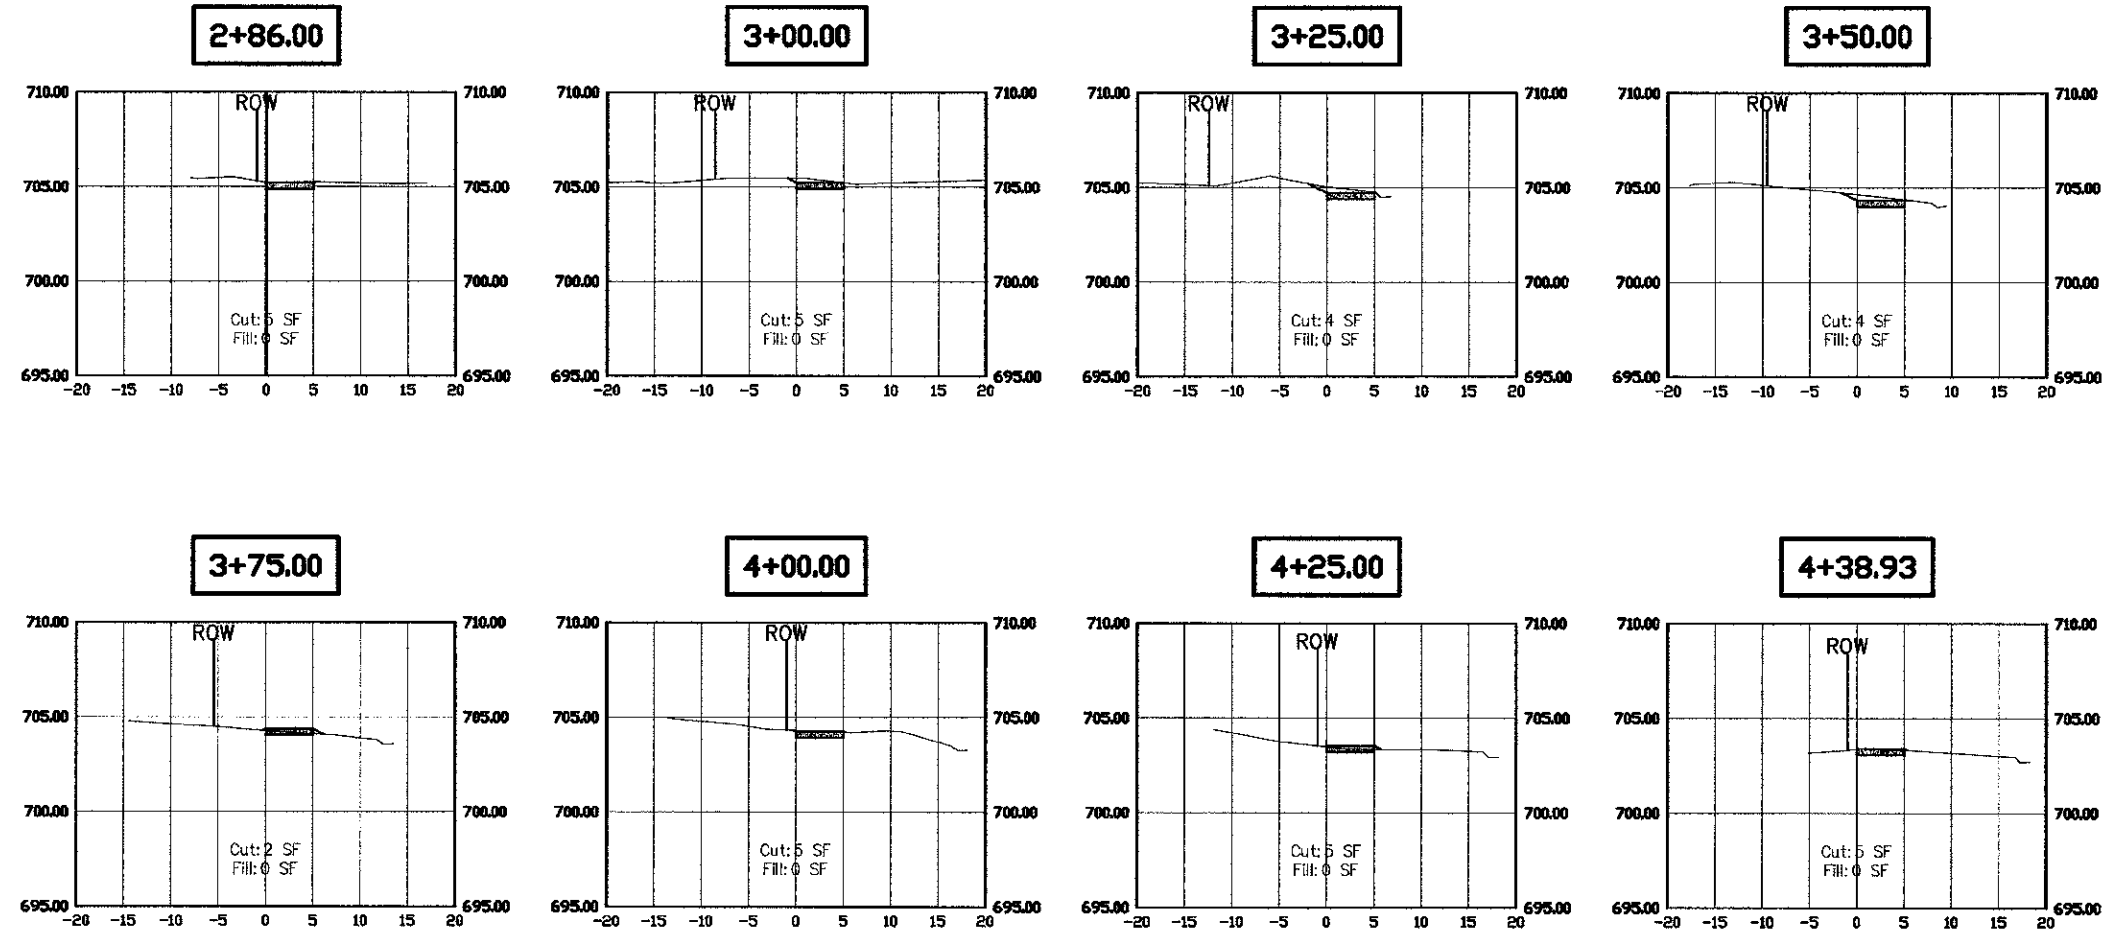 2+86.00 3+00.00 3+25.00 3+50.00
710.00 ROW 710.00 710.00 ROW 710.00 710.00 ROW 710.00 710.00 ROW 710.00
705.00 705.00 705.00 705.00 705.00 705.00 705.00 705.00
700.00 700.00 700.00 700.00 700.00 700.00 700.00 700.00
Cut: 5 SF Cut: 5 SF Cut: 4 SF Cut: 4 SF
Fill: 0 SF Fill: 0 SF Fill: 0 SF Fill: 0 SF
695.00 695.00 695.00 695.00 695.00 695.00 695.00 695.00
-20 -15 -10 -5 0 5 10 15 20 -20 -15 -10 -5 0 5 10 15 20 -20 -15 -10 -5 0 5 10 15 20 -20 -15 -10 -5 0 5 10 15 20
3+75.00 4+00.00 4+25.00 4+38.93
710.00 ROW 710.00 710.00 ROW 710.00 710.00 ROW 710.00 710.00 ROW 710.00
705.00 705.00 705.00 705.00 705.00 705.00 705.00 705.00
700.00 700.00 700.00 700.00 700.00 700.00 700.00 700.00
Cut: 2 SF Cut: 5 SF Cut: 5 SF Cut: 5 SF
Fill: 0 SF Fill: 0 SF Fill: 0 SF Fill: 0 SF
695.00 695.00 695.00 695.00 695.00 695.00 695.00 695.00
-20 -15 -10 -5 0 5 10 15 20 -20 -15 -10 -5 0 5 10 15 20 -20 -15 -10 -5 0 5 10 15 20 -20 -15 -10 -5 0 5 10 15 20